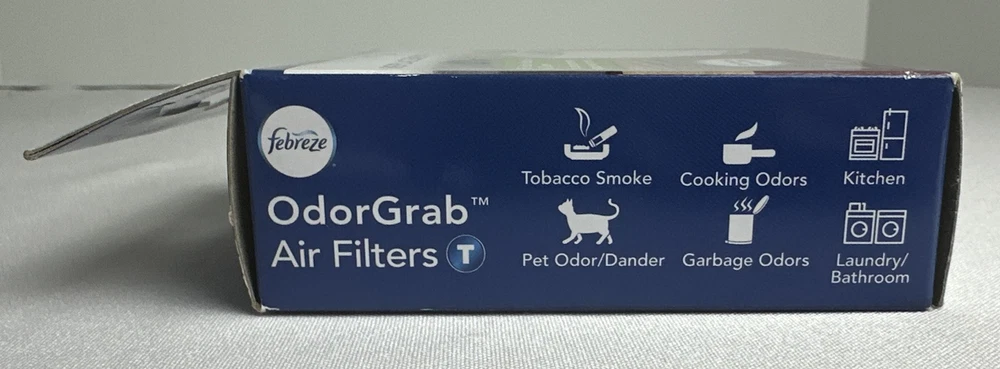 febreze
OdorGrab™
Air Filters T
Tobacco Smoke
Cooking Odors
Kitchen
Pet Odor/Dander
Garbage Odors
Laundry/
Bathroom